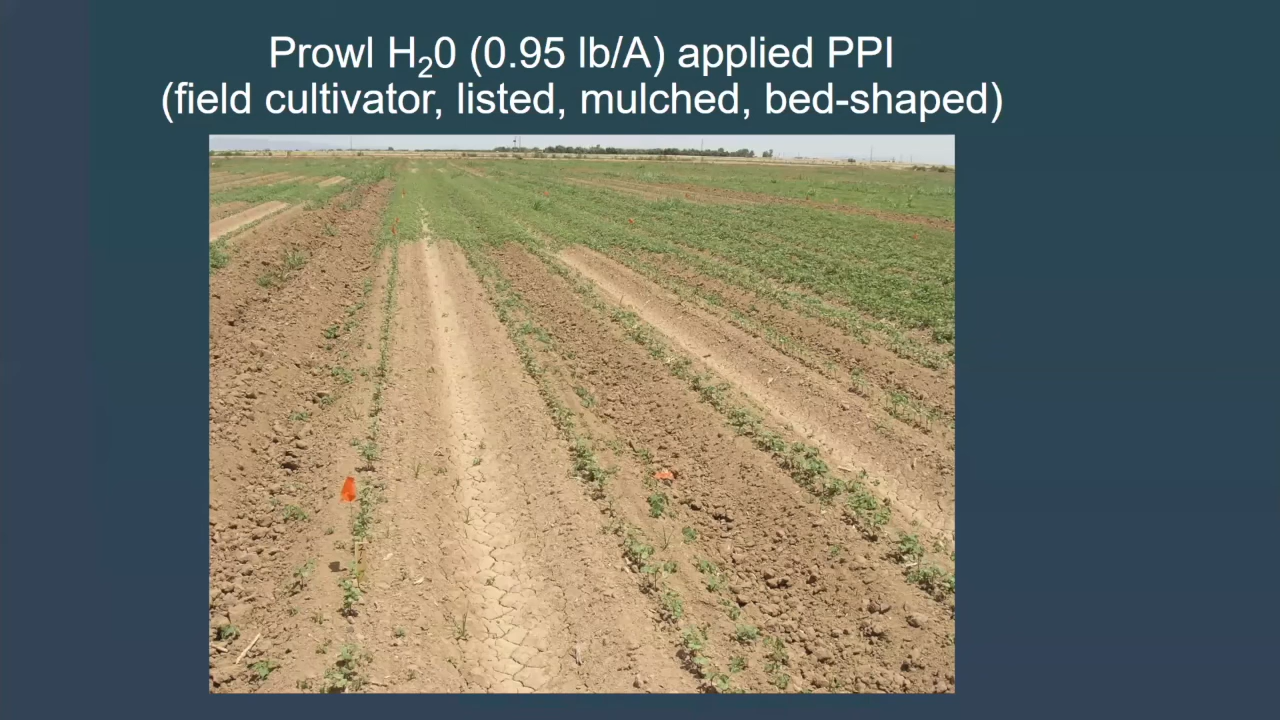 Prowl H₂0 (0.95 lb/A) applied PPI
(field cultivator, listed, mulched, bed-shaped)